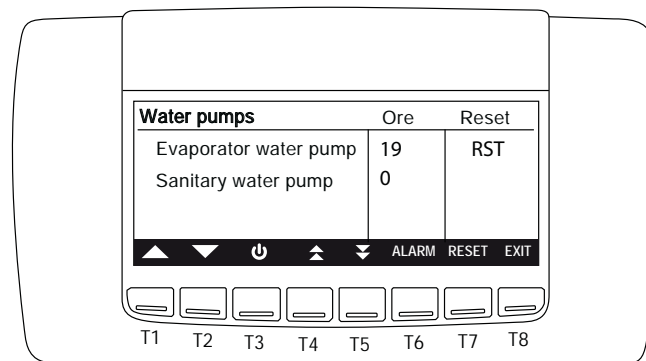 Water pumps Ore Reset
Evaporator water pump 19 RST
Sanitary water pump 0
ALARM RESET EXIT
T1 T2 T3 T4 T5 T6 T7 T8